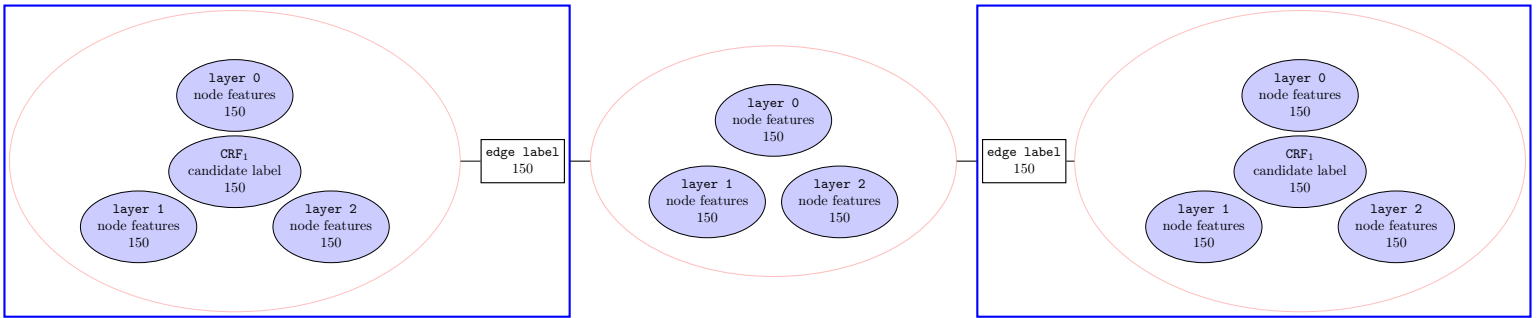 layer 0
node features
150
CRF₁
candidate label
150
layer 1
node features
150
layer 2
node features
150
edge label
150
layer 0
node features
150
layer 1
node features
150
layer 2
node features
150
edge label
150
layer 0
node features
150
CRF₁
candidate label
150
layer 1
node features
150
layer 2
node features
150